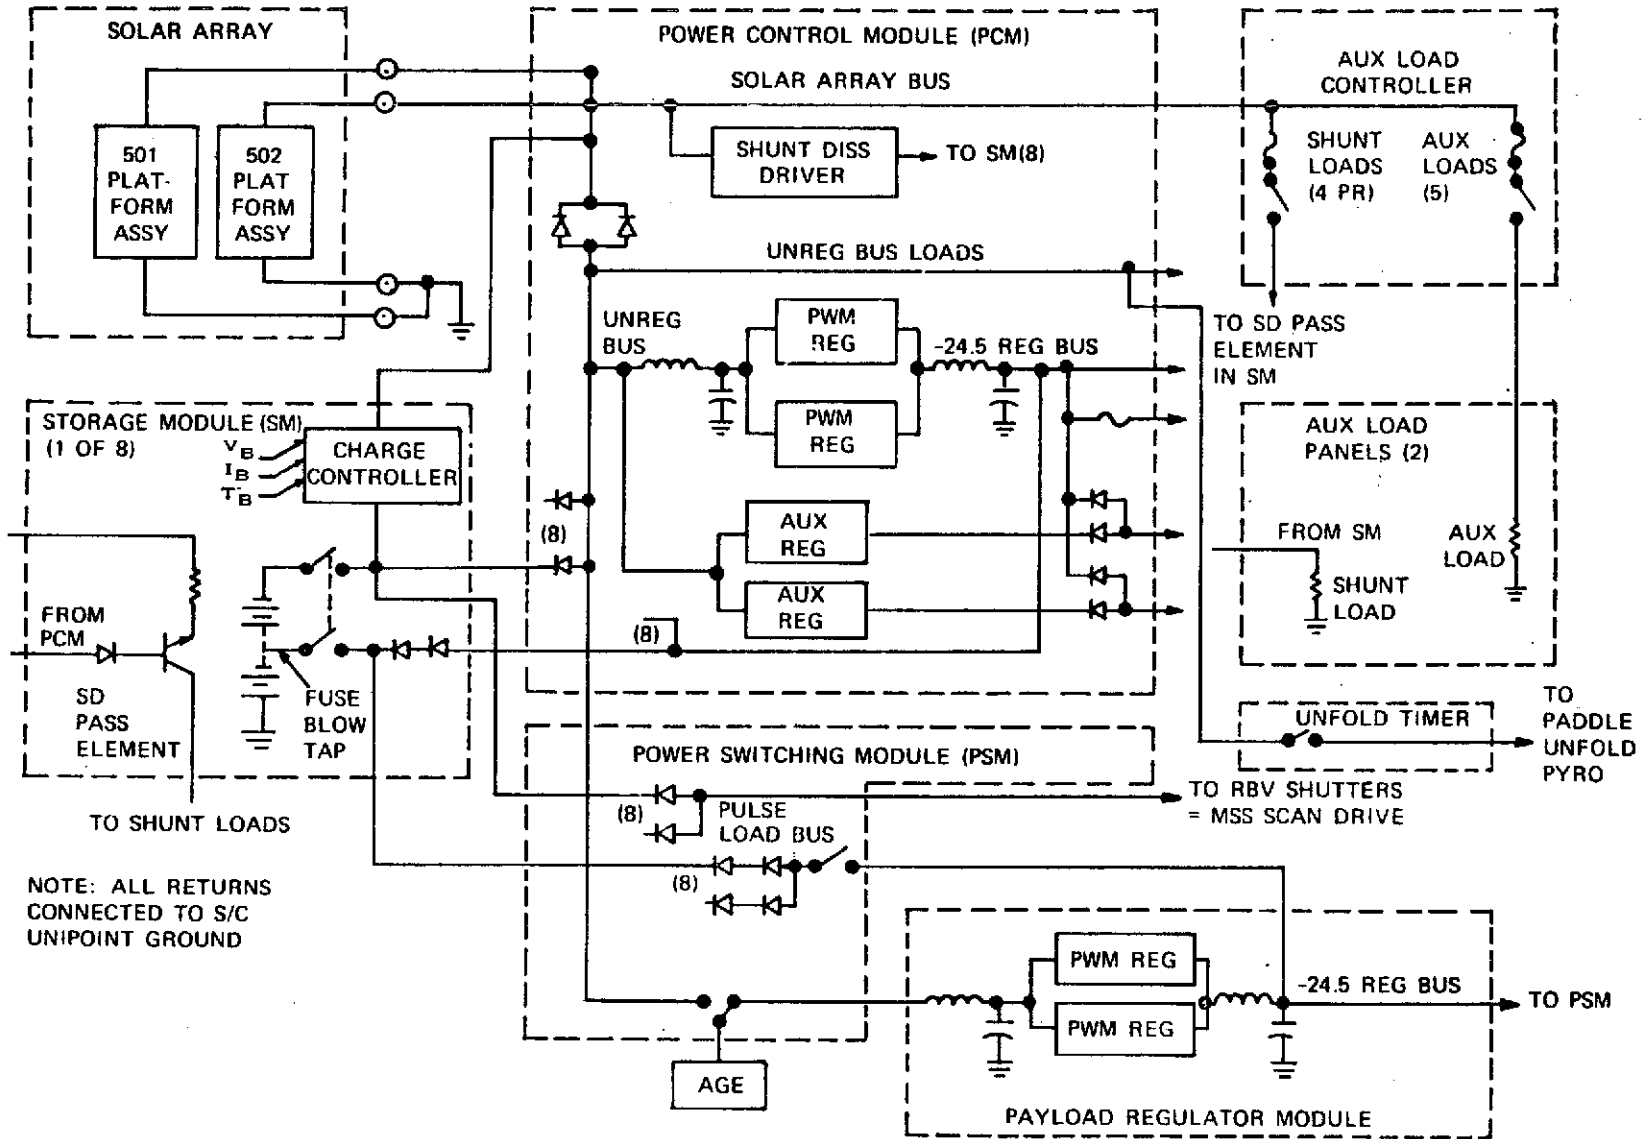 SOLAR ARRAY
501
PLAT-
FORM
ASSY
502
PLAT
FORM
ASSY
POWER CONTROL MODULE (PCM)
SOLAR ARRAY BUS
SHUNT DISS
DRIVER
TO SM(8)
UNREG BUS LOADS
UNREG
BUS
PWM
REG
PWM
REG
-24.5 REG BUS
AUX
REG
AUX
REG
(8)
(8)
AUX LOAD
CONTROLLER
SHUNT
LOADS
(4 PR)
AUX
LOADS
(5)
TO SD PASS
ELEMENT
IN SM
AUX LOAD
PANELS (2)
FROM SM
SHUNT
LOAD
AUX
LOAD
STORAGE MODULE (SM)
(1 OF 8)
VB
IB
TB
CHARGE
CONTROLLER
FROM
PCM
SD
PASS
ELEMENT
FUSE
BLOW
TAP
TO SHUNT LOADS
NOTE: ALL RETURNS
CONNECTED TO S/C
UNIPOINT GROUND
POWER SWITCHING MODULE (PSM)
(8)
PULSE
LOAD BUS
(8)
AGE
UNFOLD TIMER
TO
PADDLE
UNFOLD
PYRO
TO RBV SHUTTERS
= MSS SCAN DRIVE
PWM REG
PWM REG
-24.5 REG BUS
TO PSM
PAYLOAD REGULATOR MODULE